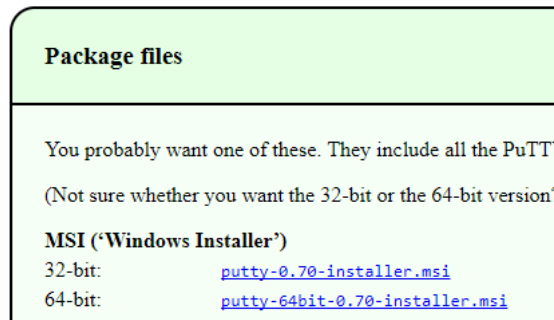 Package files
You probably want one of these. They include all the PuTTY
(Not sure whether you want the 32-bit or the 64-bit version?
MSI (‘Windows Installer’)
32-bit: putty-0.70-installer.msi
64-bit: putty-64bit-0.70-installer.msi